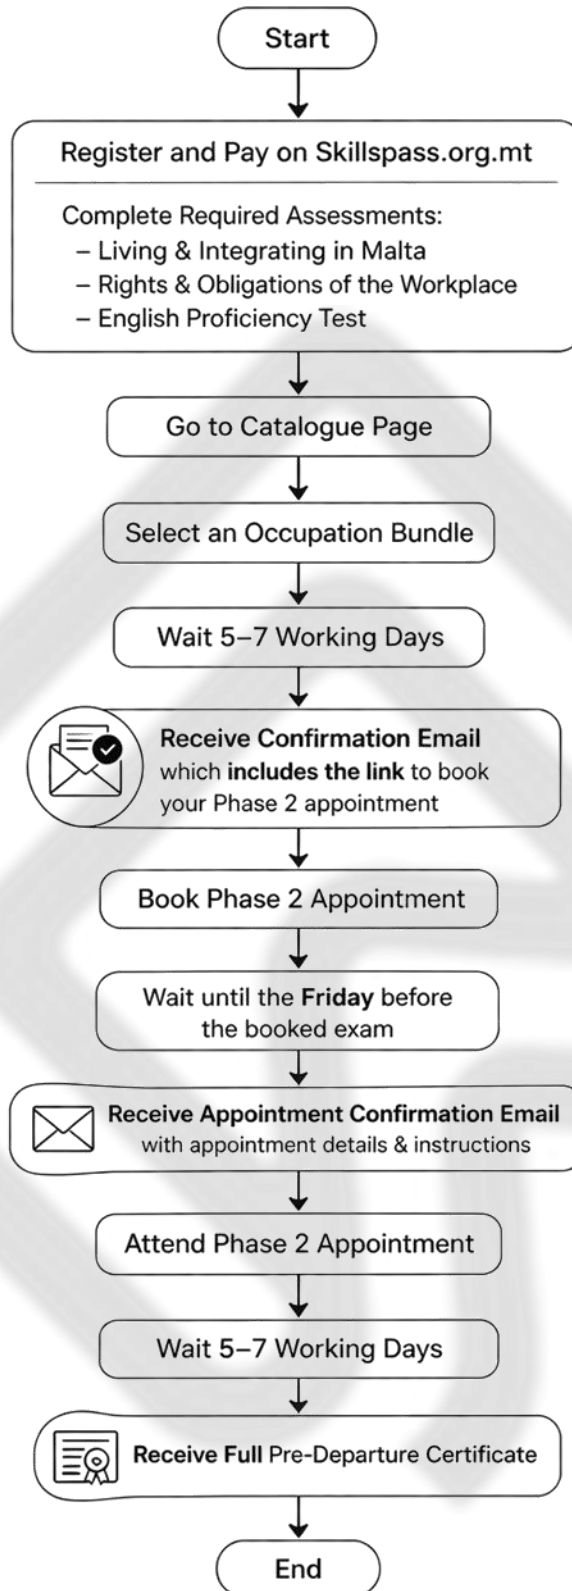 Start
Register and Pay on Skillspass.org.mt
Complete Required Assessments:
– Living & Integrating in Malta
– Rights & Obligations of the Workplace
– English Proficiency Test
Go to Catalogue Page
Select an Occupation Bundle
Wait 5–7 Working Days
Receive Confirmation Email
which includes the link to book
your Phase 2 appointment
Book Phase 2 Appointment
Wait until the Friday before
the booked exam
Receive Appointment Confirmation Email
with appointment details & instructions
Attend Phase 2 Appointment
Wait 5–7 Working Days
Receive Full Pre-Departure Certificate
End